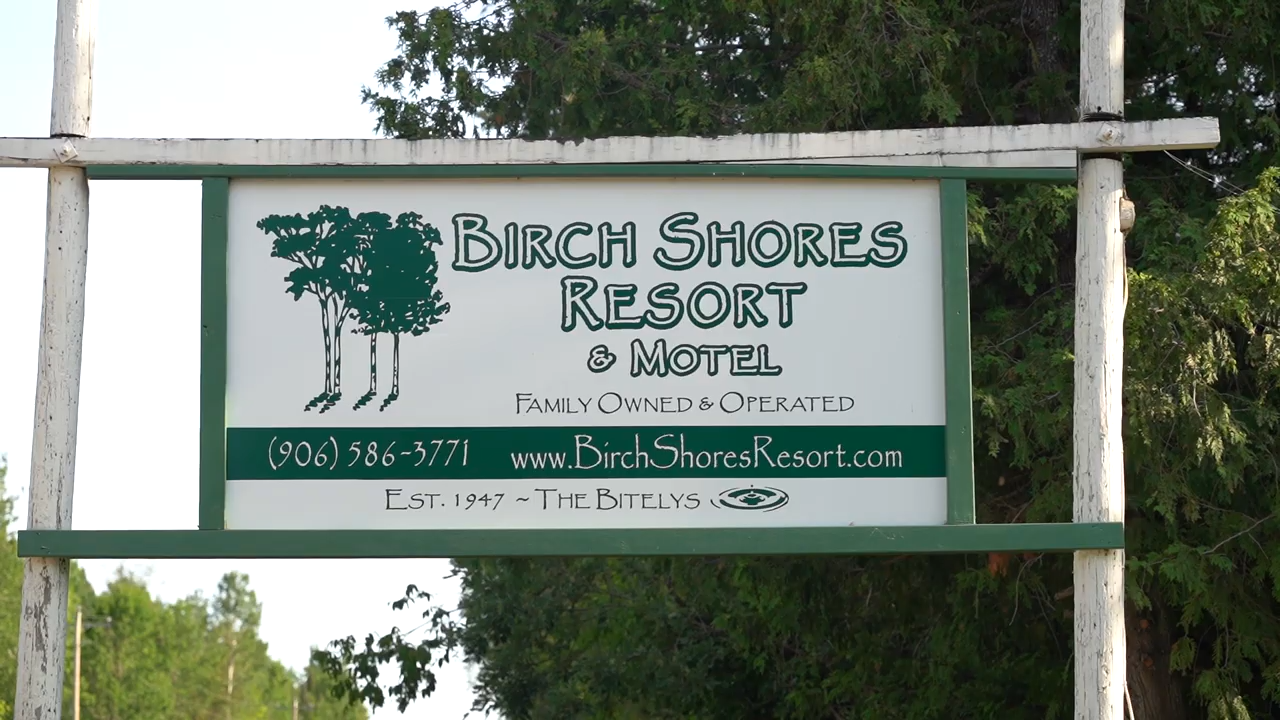 BIRCH SHORES
RESORT
& MOTEL
FAMILY OWNED & OPERATED
(906) 586-3771 www.BirchShoresResort.com
EST. 1947 ~ THE BITELYS